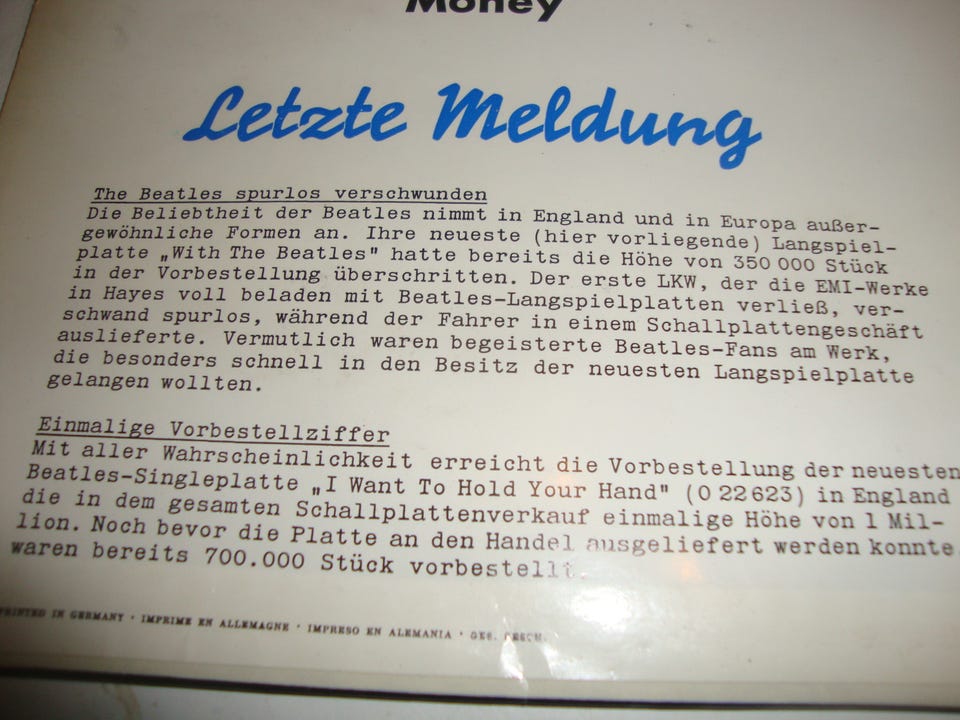 Money
Letzte Meldung
The Beatles spurlos verschwunden
Die Beliebtheit der Beatles nimmt in England und in Europa außer-
gewöhnliche Formen an. Ihre neueste (hier vorliegende) Langspiel-
platte „With The Beatles" hatte bereits die Höhe von 350 000 Stück
in der Vorbestellung überschritten. Der erste LKW, der die EMI-Werke
in Hayes voll beladen mit Beatles-Langspielplatten verließ, ver-
schwand spurlos, während der Fahrer in einem Schallplattengeschäft
auslieferte. Vermutlich waren begeisterte Beatles-Fans am Werk,
die besonders schnell in den Besitz der neuesten Langspielplatte
gelangen wollten.
Einmalige Vorbestellziffer
Mit aller Wahrscheinlichkeit erreicht die Vorbestellung der neuesten
Beatles-Singleplatte „I Want To Hold Your Hand" (O 22 623) in England
die in dem gesamten Schallplattenverkauf einmalige Höhe von 1 Mil-
lion. Noch bevor die Platte an den Handel ausgeliefert werden konnte
waren bereits 700.000 Stück vorbestellt.
PRINTED IN GERMANY · IMPRIME EN ALLEMAGNE · IMPRESO EN ALEMANIA · GES. GESCH.